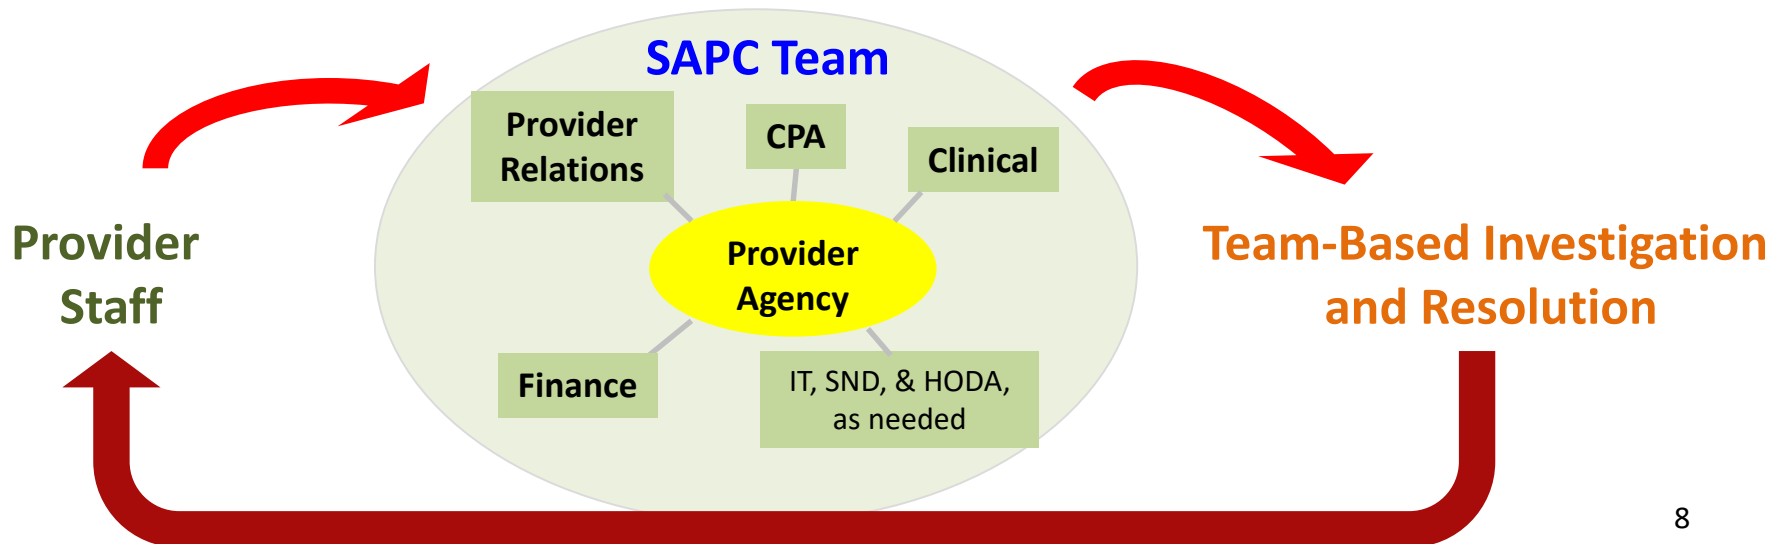 SAPC Team
Provider
Relations
CPA
Clinical
Provider
Staff
Provider
Agency
Team-Based Investigation
and Resolution
Finance
IT, SND, & HODA,
as needed
8